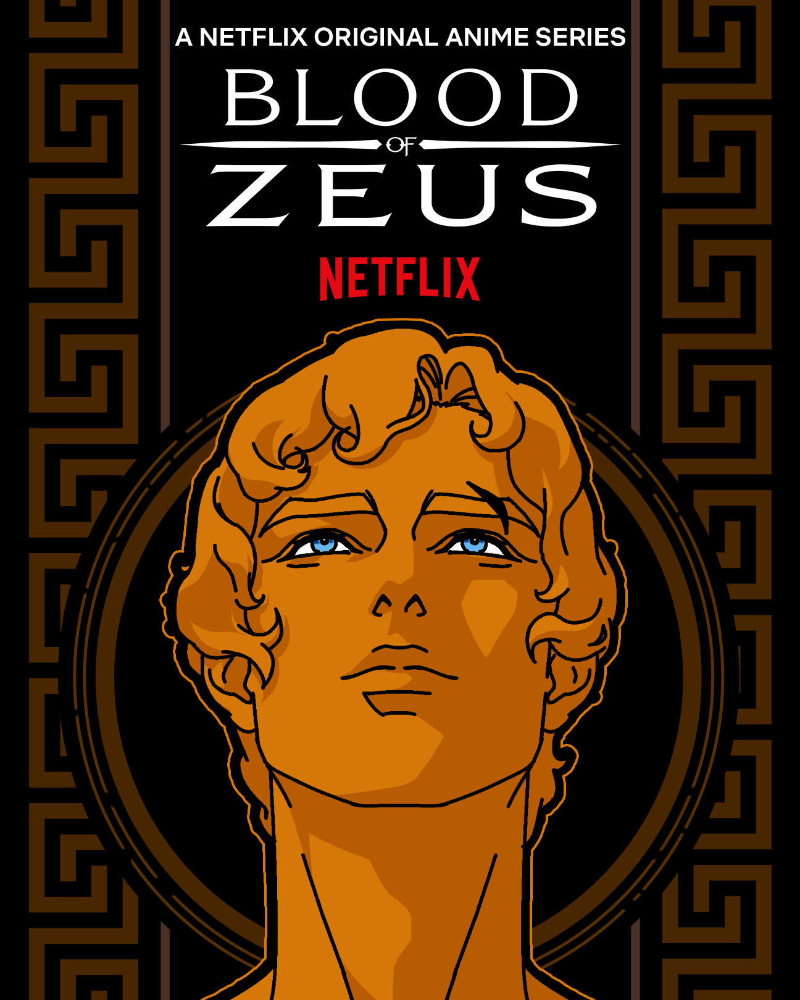 A NETFLIX ORIGINAL ANIME SERIES
BLOOD
OF
ZEUS
NETFLIX